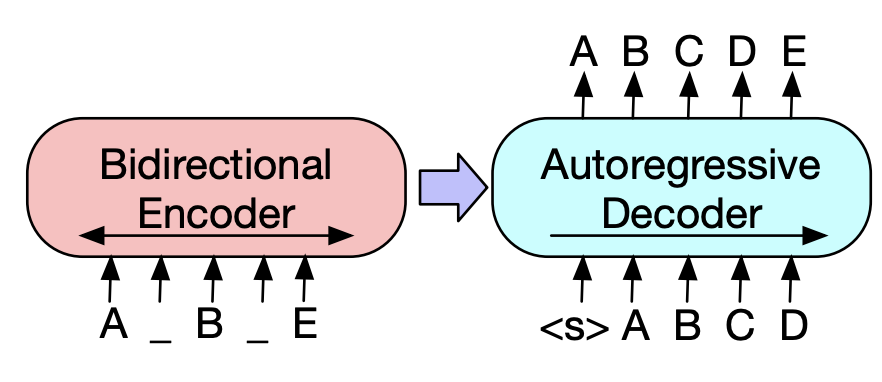 A B C D E
Bidirectional
Encoder
Autoregressive
Decoder
A _ B _ E
<s> A B C D